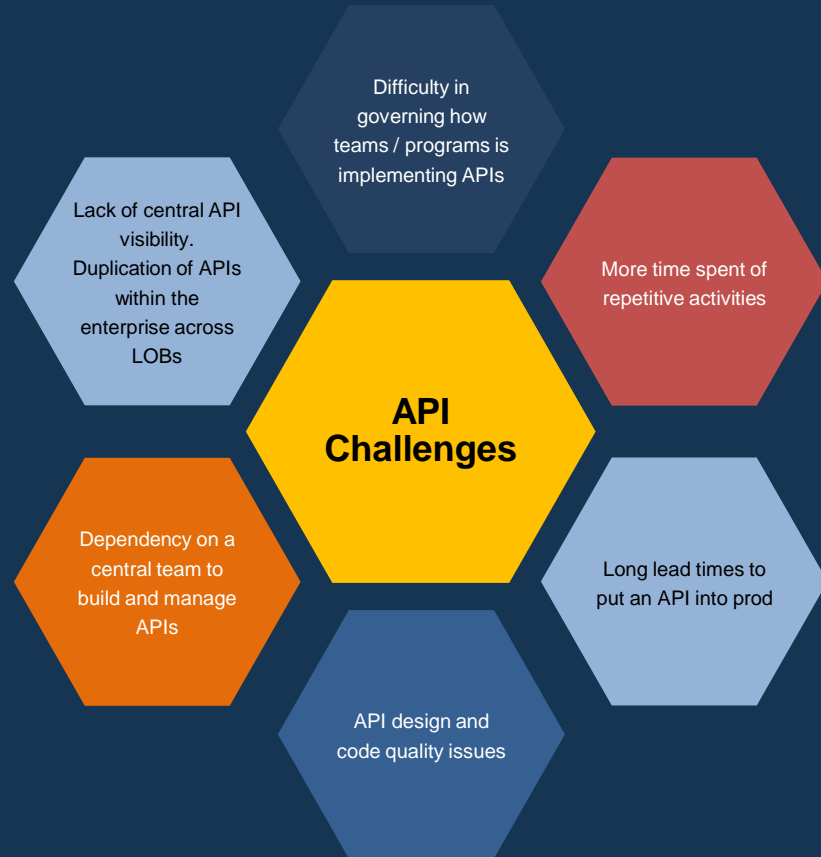 Difficulty in
governing how
teams / programs is
implementing APIs
Lack of central API
visibility.
Duplication of APIs
within the
enterprise across
LOBs
More time spent of
repetitive activities
API
Challenges
Dependency on a
central team to
build and manage
APIs
Long lead times to
put an API into prod
API design and
code quality issues